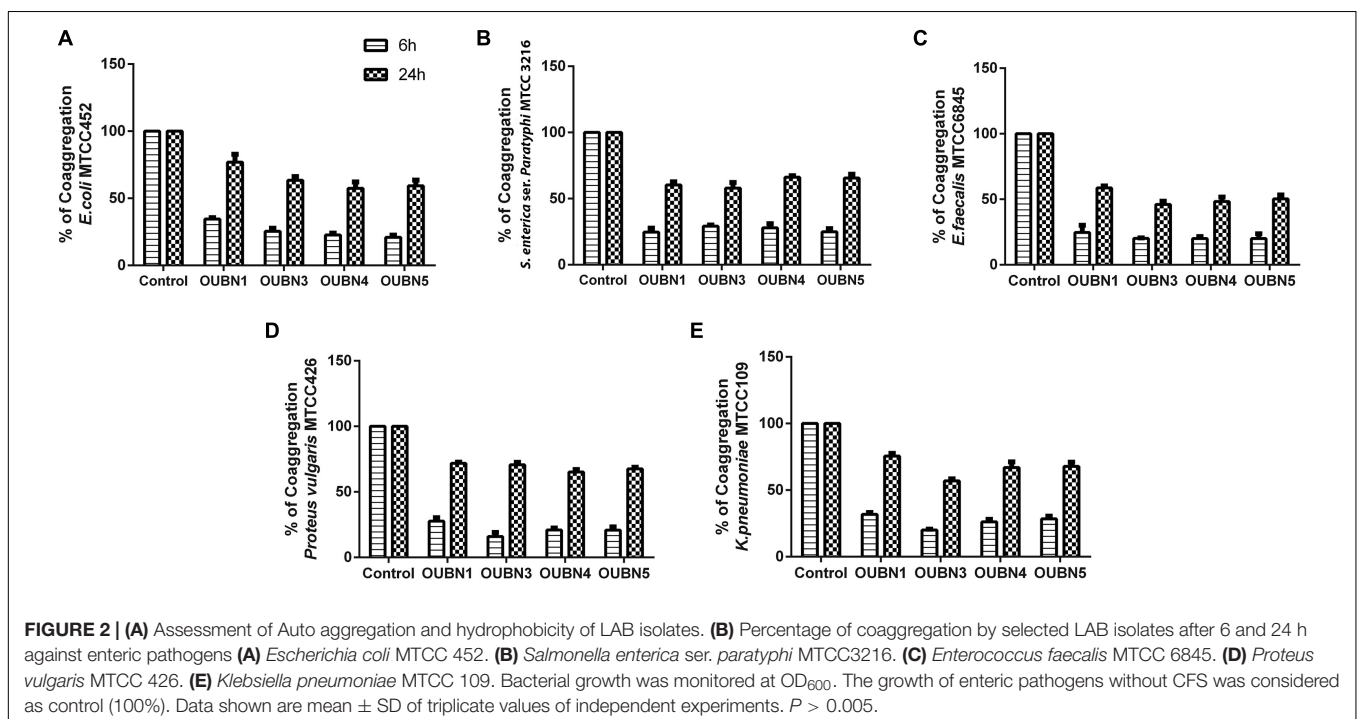 A
6h
24h
% of Coaggregation
E.coli MTCC452
150
100
50
0
Control OUBN1 OUBN3 OUBN4 OUBN5
B
% of Coaggregation
S. enterica ser. Paratyphi MTCC 3216
150
100
50
0
Control OUBN1 OUBN3 OUBN4 OUBN5
C
% of Coaggregation
E.faecalis MTCC6845
150
100
50
0
Control OUBN1 OUBN3 OUBN4 OUBN5
D
% of Coaggregation
Proteus vulgaris MTCC426
150
100
50
0
Control OUBN1 OUBN3 OUBN4 OUBN5
E
% of Coaggregation
K.pneumoniae MTCC109
150
100
50
0
Control OUBN1 OUBN3 OUBN4 OUBN5
FIGURE 2 | (A) Assessment of Auto aggregation and hydrophobicity of LAB isolates. (B) Percentage of coaggregation by selected LAB isolates after 6 and 24 h
against enteric pathogens (A) Escherichia coli MTCC 452. (B) Salmonella enterica ser. paratyphi MTCC3216. (C) Enterococcus faecalis MTCC 6845. (D) Proteus
vulgaris MTCC 426. (E) Klebsiella pneumoniae MTCC 109. Bacterial growth was monitored at OD600. The growth of enteric pathogens without CFS was considered
as control (100%). Data shown are mean ± SD of triplicate values of independent experiments. P > 0.005.